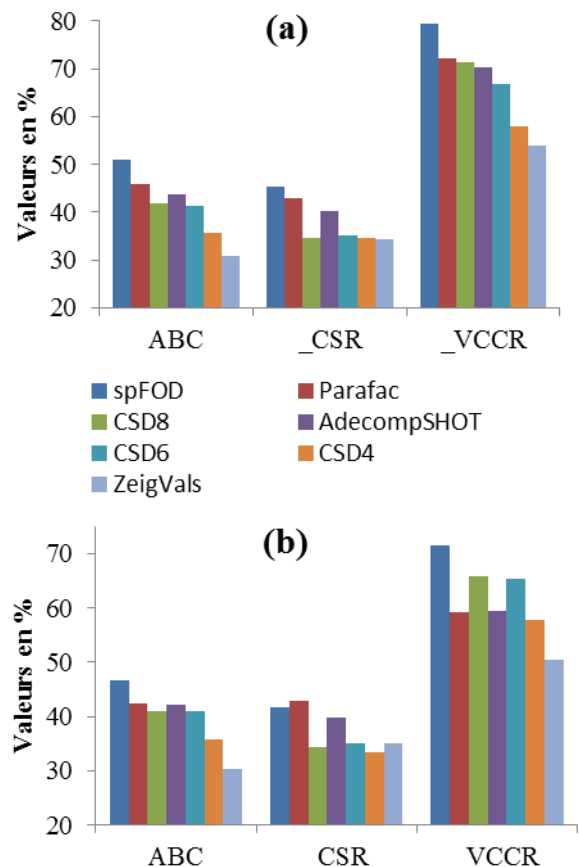 (a)
Valeurs en %
80
70
60
50
40
30
20
ABC _CSR _VCCR
spFOD Parafac
CSD8 AdecompSHOT
CSD6 CSD4
ZeigVals
(b)
Valeurs en %
70
60
50
40
30
20
ABC CSR VCCR